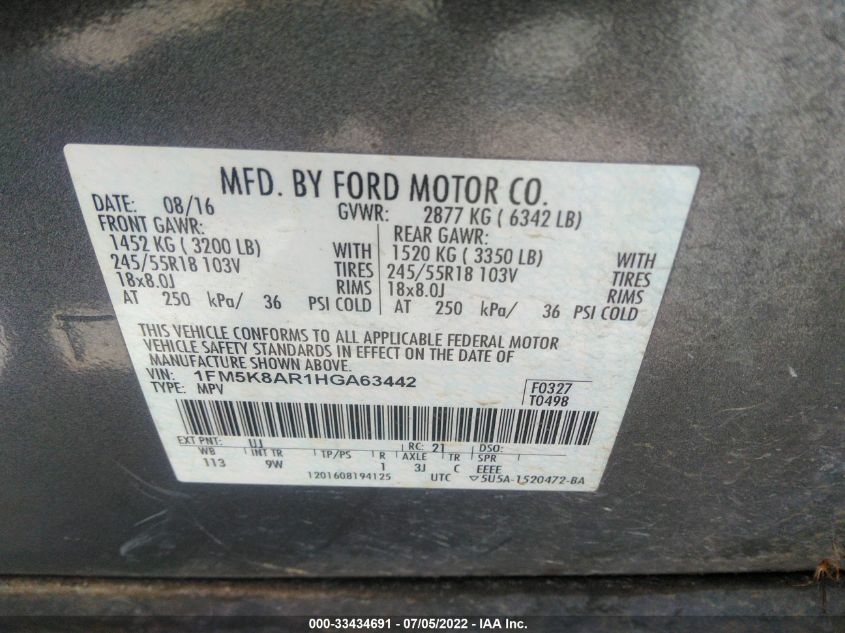 MFD. BY FORD MOTOR CO.
DATE: 08/16 GVWR: 2877 KG ( 6342 LB)
FRONT GAWR: REAR GAWR:
1452 KG ( 3200 LB) WITH 1520 KG ( 3350 LB) WITH
245/55R18 103V TIRES 245/55R18 103V TIRES
18x8.0J RIMS 18x8.0J RIMS
AT 250 kPa/ 36 PSI COLD AT 250 kPa/ 36 PSI COLD
THIS VEHICLE CONFORMS TO ALL APPLICABLE FEDERAL MOTOR
VEHICLE SAFETY STANDARDS IN EFFECT ON THE DATE OF
MANUFACTURE SHOWN ABOVE.
VIN: 1FM5K8AR1HGA63442 F0327
TYPE: MPV T0498
EXT PNT: UJ RC: 21 DSO:
WB INT TR TP/PS R AXLE TR SPR
113 9W 1 3J C EEEE
1201608194125 UTC ▽5U5A-1520472-BA
000-33434691 - 07/05/2022 - IAA Inc.